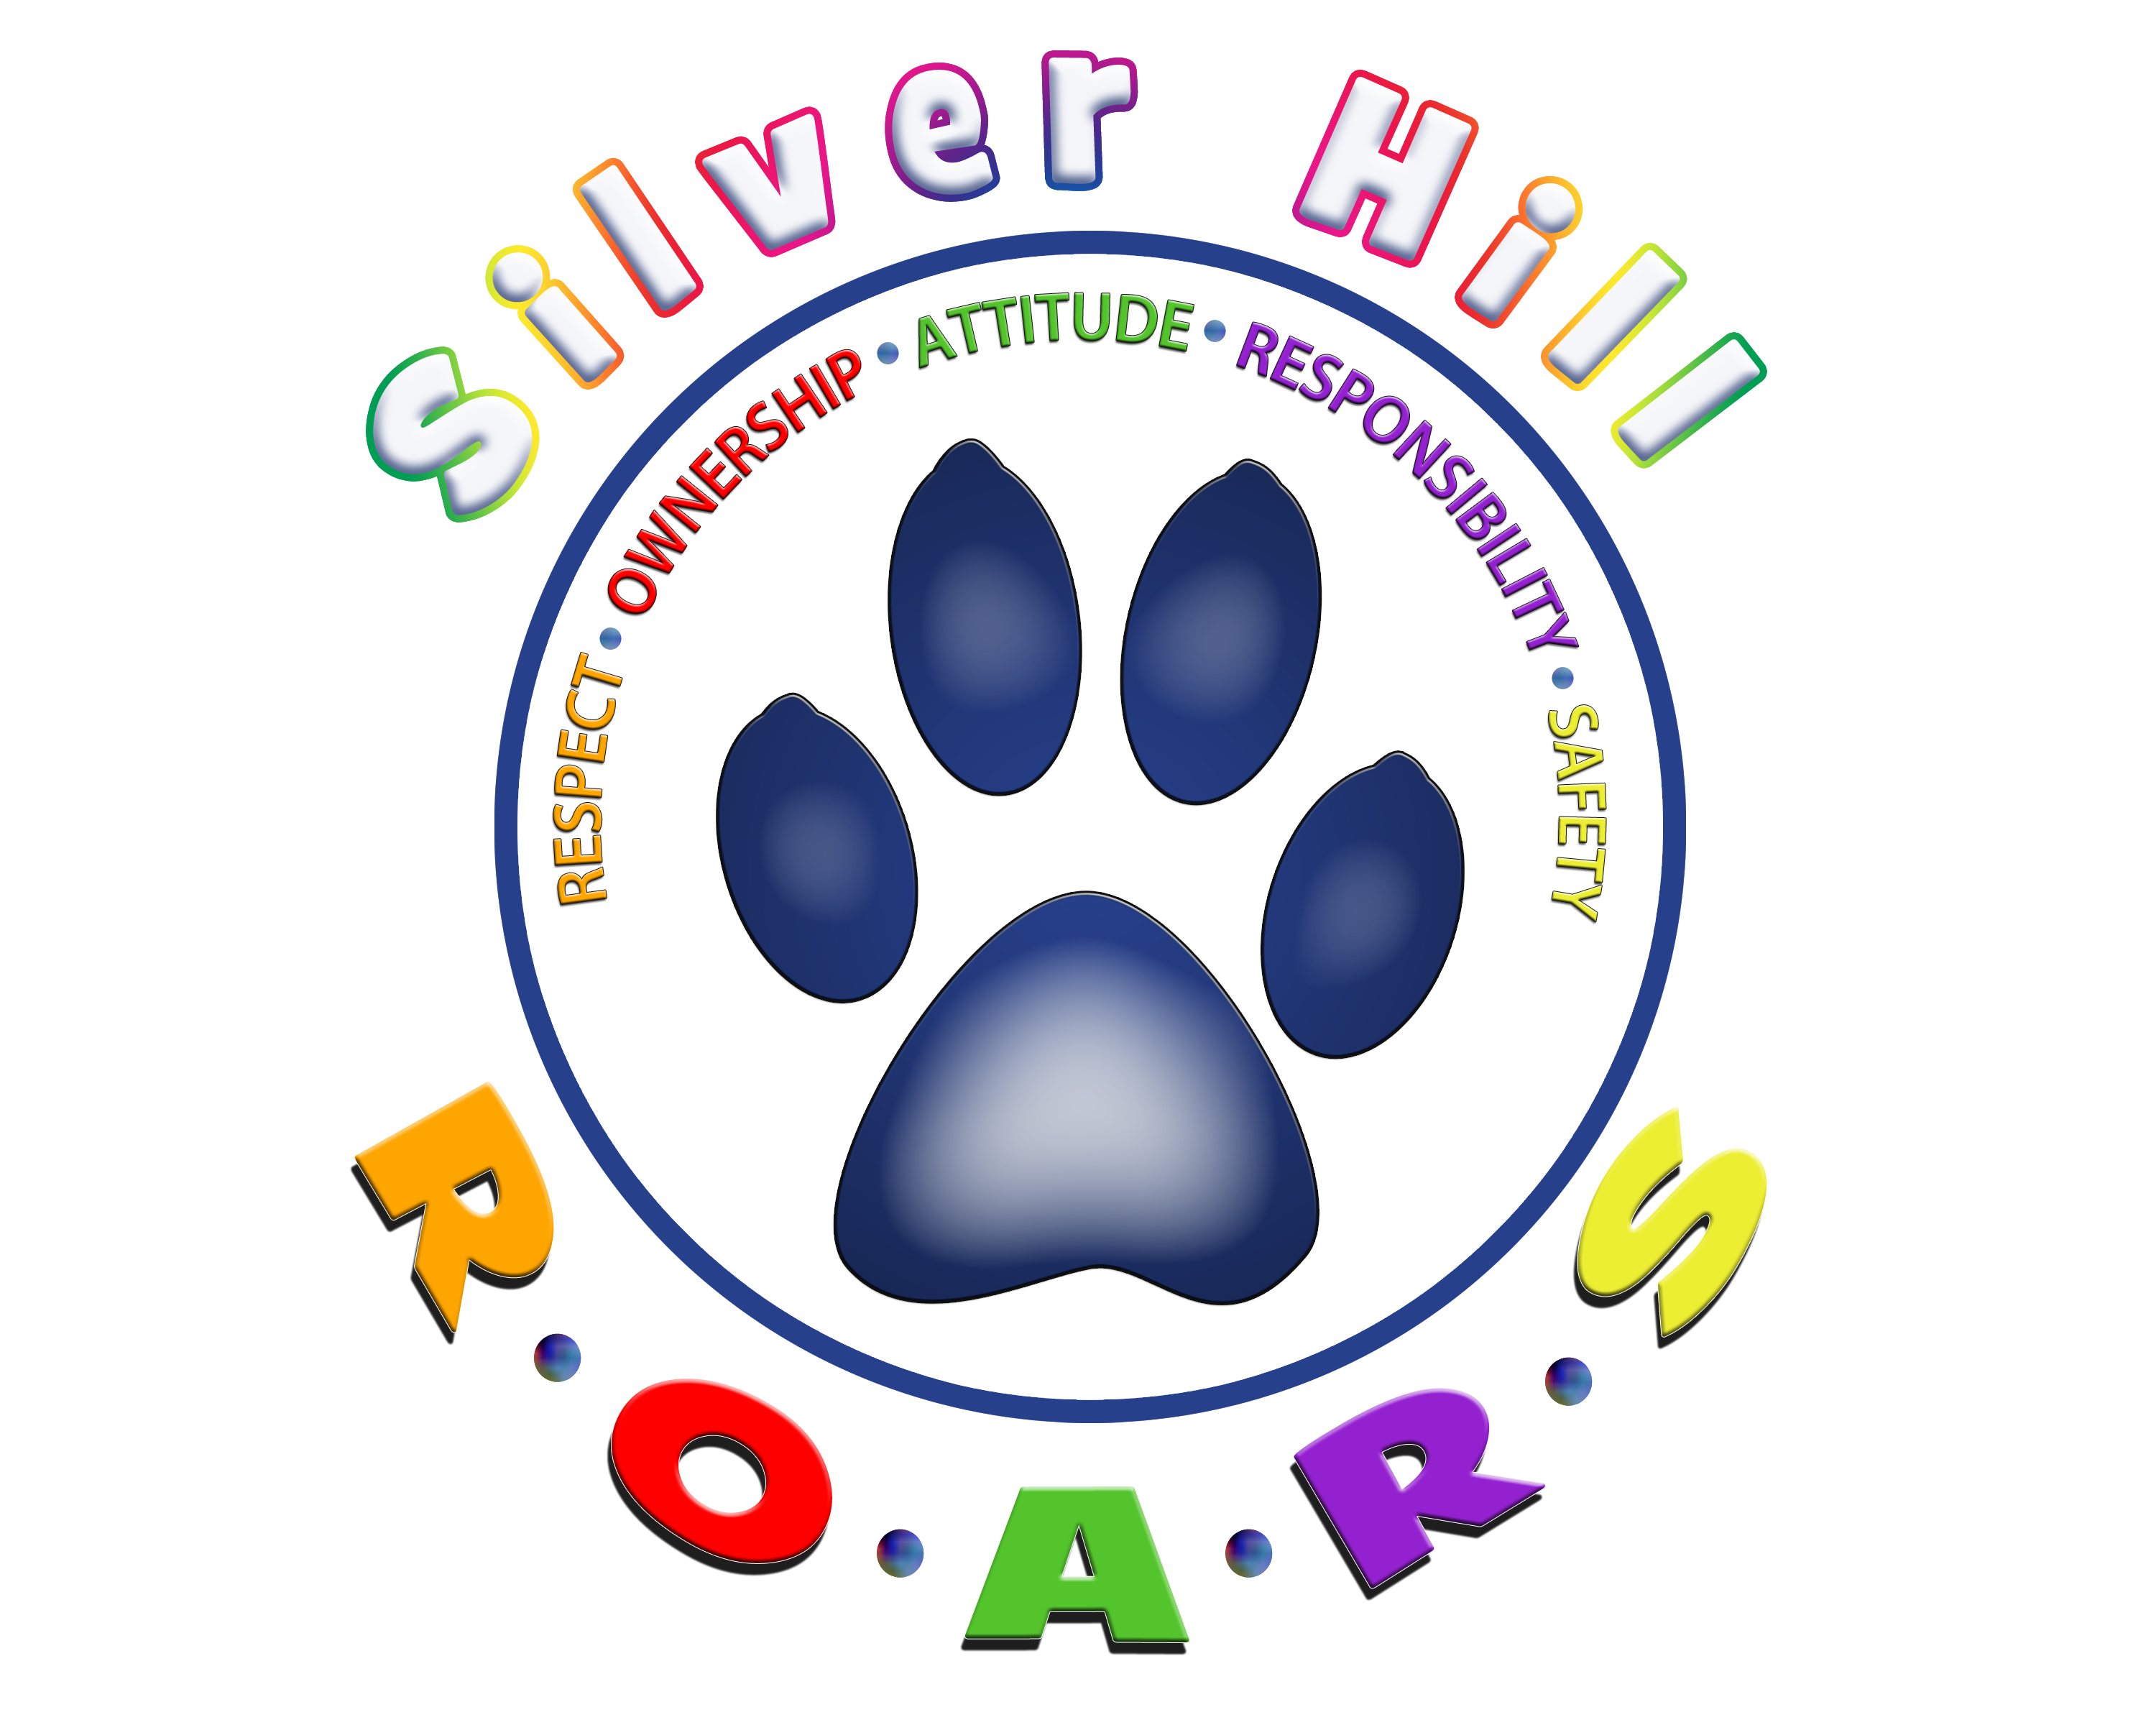 Silver Hill
RESPECT • OWNERSHIP • ATTITUDE • RESPONSIBILITY • SAFETY
R • O • A • R • S